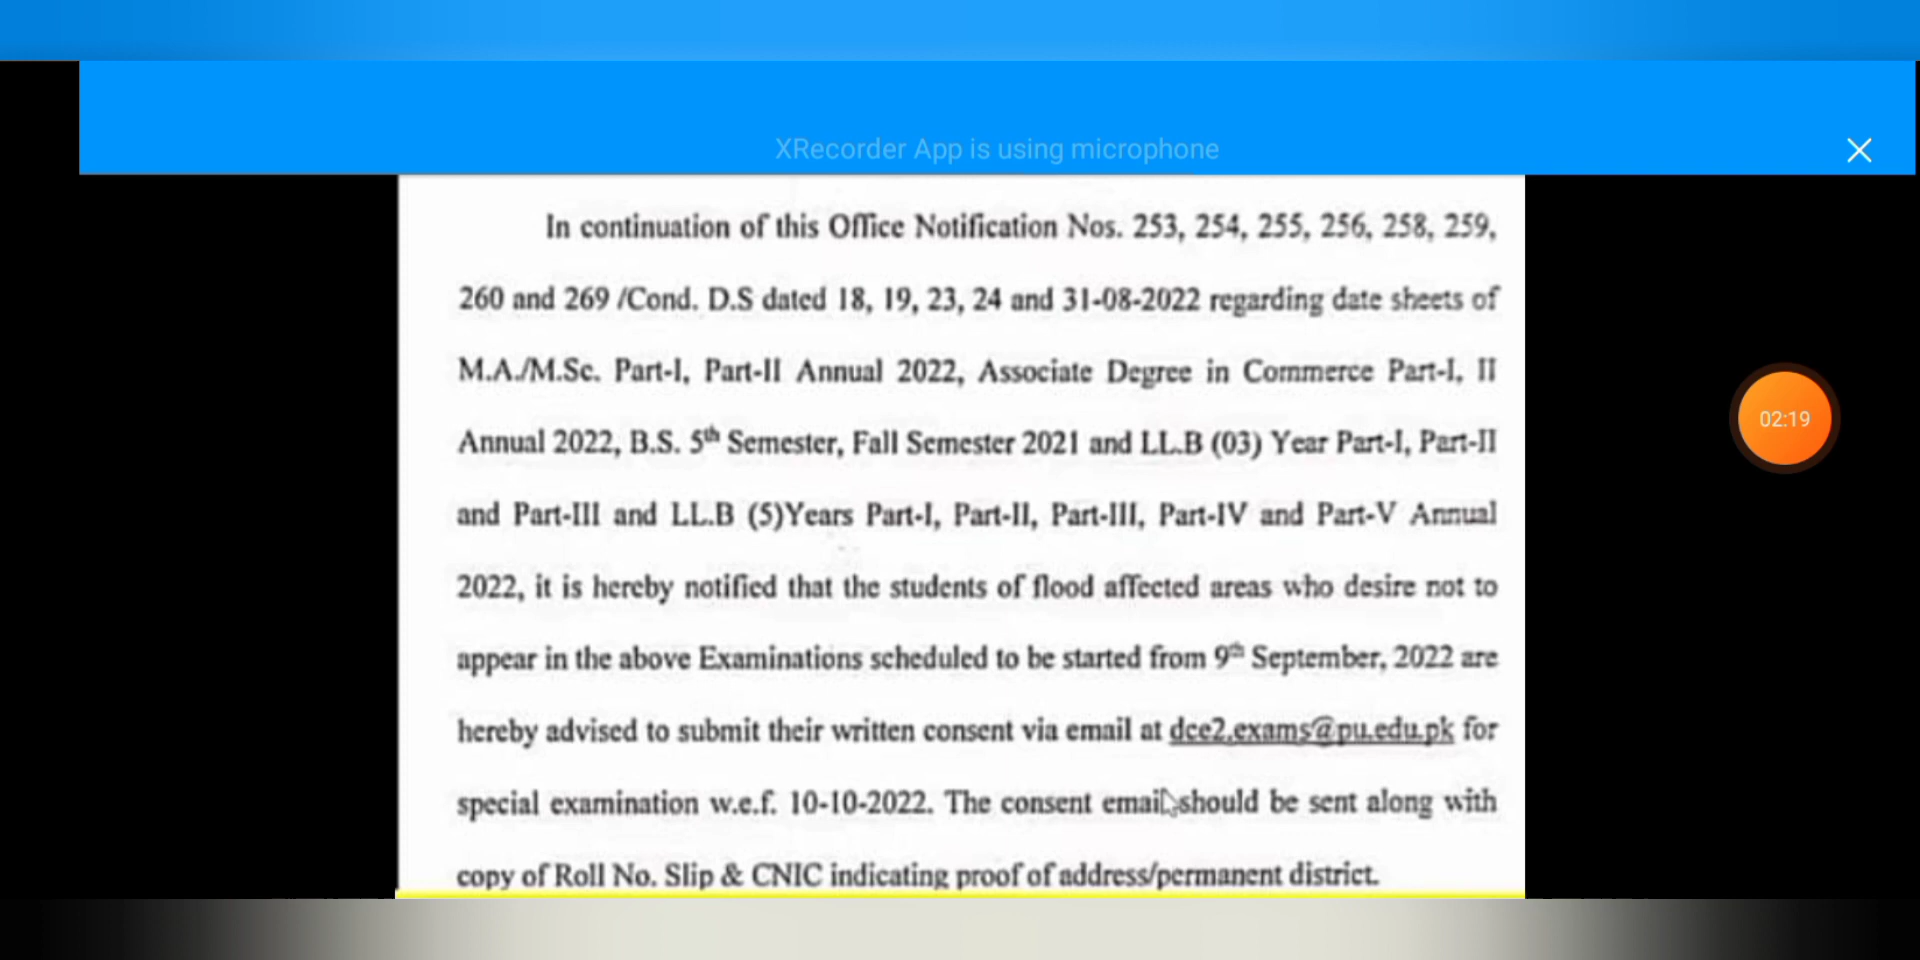 XRecorder App is using microphone
In continuation of this Office Notification Nos. 253, 254, 255, 256, 258, 259,
260 and 269 /Cond. D.S dated 18, 19, 23, 24 and 31-08-2022 regarding date sheets of
M.A./M.Sc. Part-I, Part-II Annual 2022, Associate Degree in Commerce Part-I, II
Annual 2022, B.S. 5th Semester, Fall Semester 2021 and LL.B (03) Year Part-I, Part-II
and Part-III and LL.B (5)Years Part-I, Part-II, Part-III, Part-IV and Part-V Annual
2022, it is hereby notified that the students of flood affected areas who desire not to
appear in the above Examinations scheduled to be started from 9th September, 2022 are
hereby advised to submit their written consent via email at dce2.exams@pu.edu.pk for
special examination w.e.f. 10-10-2022. The consent email should be sent along with
copy of Roll No. Slip & CNIC indicating proof of address/permanent district.
02:19